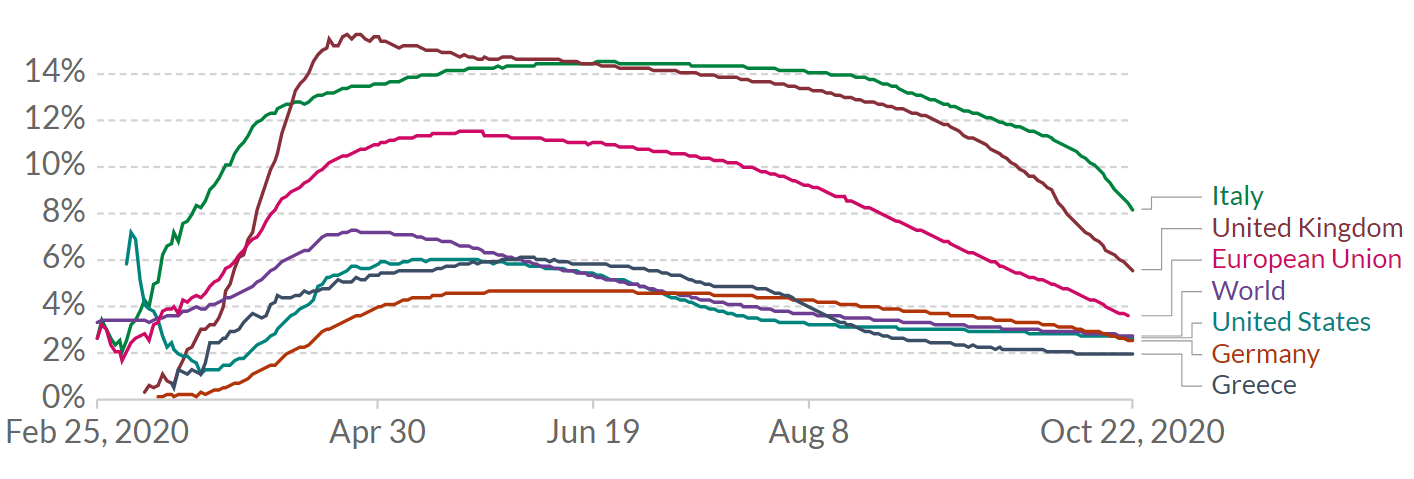 14%
12%
10%
8%
6%
4%
2%
0%
Feb 25, 2020 Apr 30 Jun 19 Aug 8 Oct 22, 2020
Italy
United Kingdom
European Union
World
United States
Germany
Greece